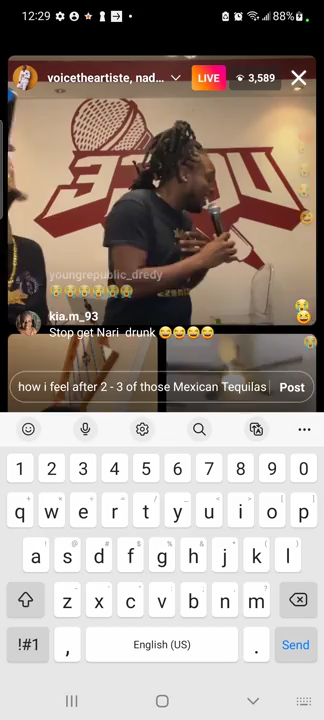 12:29
88%
voicetheartiste, nad...
LIVE
3,589
VOICE
youngrepublic_dredy
😭😭😭😭😭😭
kia.m_93
Stop get Nari drunk 😂😂😂😂
how i feel after 2 - 3 of those Mexican Tequilas
Post
1 2 3 4 5 6 7 8 9 0
q w e r t y u i o p
a s d f g h j k l
z x c v b n m
!#1 , English (US) . Send